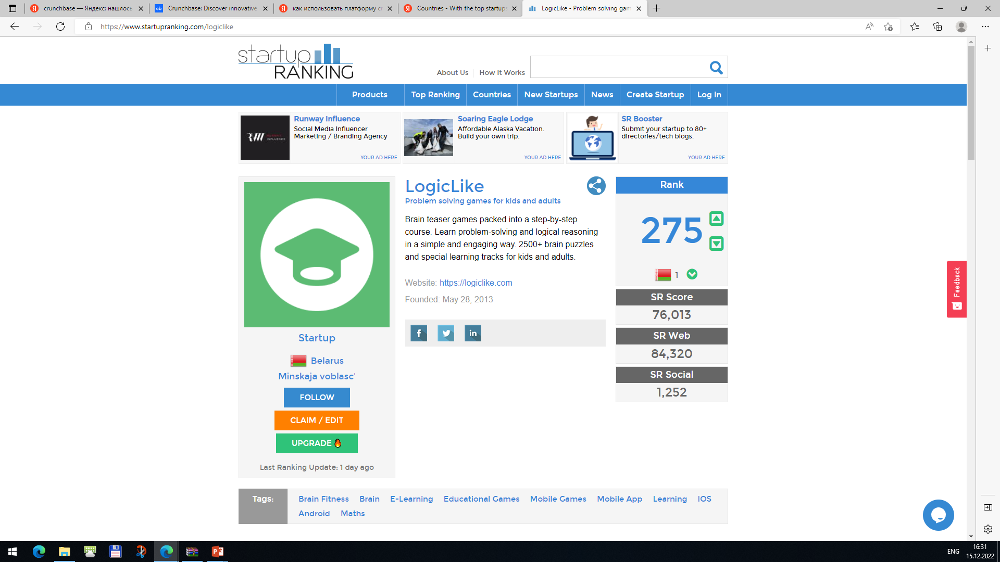 crunchbase — Яндекс: нашлось
Crunchbase: Discover innovative
как использовать платформу cr
Countries - With the top startups
LogicLike - Problem solving gam
https://www.startupranking.com/logiclike
startup
RANKING
About Us
How It Works
Products
Top Ranking
Countries
New Startups
News
Create Startup
Log In
Runway Influence
Social Media Influencer
Marketing / Branding Agency
YOUR AD HERE
Soaring Eagle Lodge
Affordable Alaska Vacation.
Build your own trip.
YOUR AD HERE
SR Booster
Submit your startup to 80+
directories/tech blogs.
YOUR AD HERE
Startup
Belarus
Minskaja voblasc'
FOLLOW
CLAIM / EDIT
UPGRADE
Last Ranking Update: 1 day ago
LogicLike
Problem solving games for kids and adults
Brain teaser games packed into a step-by-step
course. Learn problem-solving and logical reasoning
in a simple and engaging way. 2500+ brain puzzles
and special learning tracks for kids and adults.
Website: https://logiclike.com
Founded: May 28, 2013
Rank
275
1
SR Score
76,013
SR Web
84,320
SR Social
1,252
Feedback
Tags:
Brain Fitness Brain E-Learning Educational Games Mobile Games Mobile App Learning IOS
Android Maths
ENG
16:31
15.12.2022